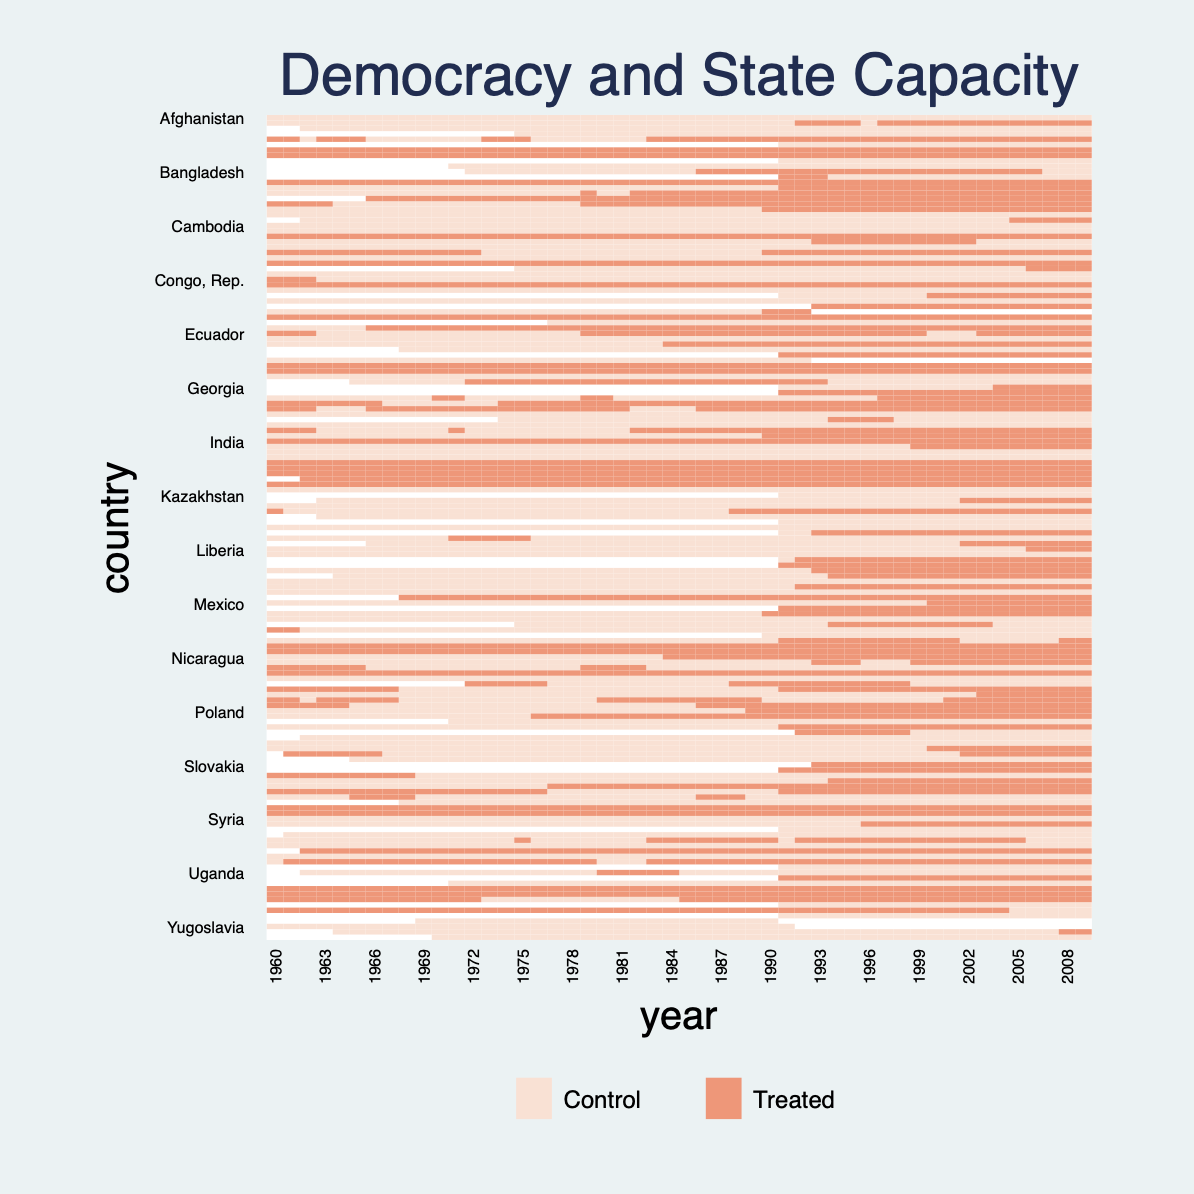 Democracy and State Capacity
Afghanistan
Bangladesh
Cambodia
Congo, Rep.
Ecuador
Georgia
India
Kazakhstan
Liberia
Mexico
Nicaragua
Poland
Slovakia
Syria
Uganda
Yugoslavia
country
1960 1963 1966 1969 1972 1975 1978 1981 1984 1987 1990 1993 1996 1999 2002 2005 2008
year
Control Treated